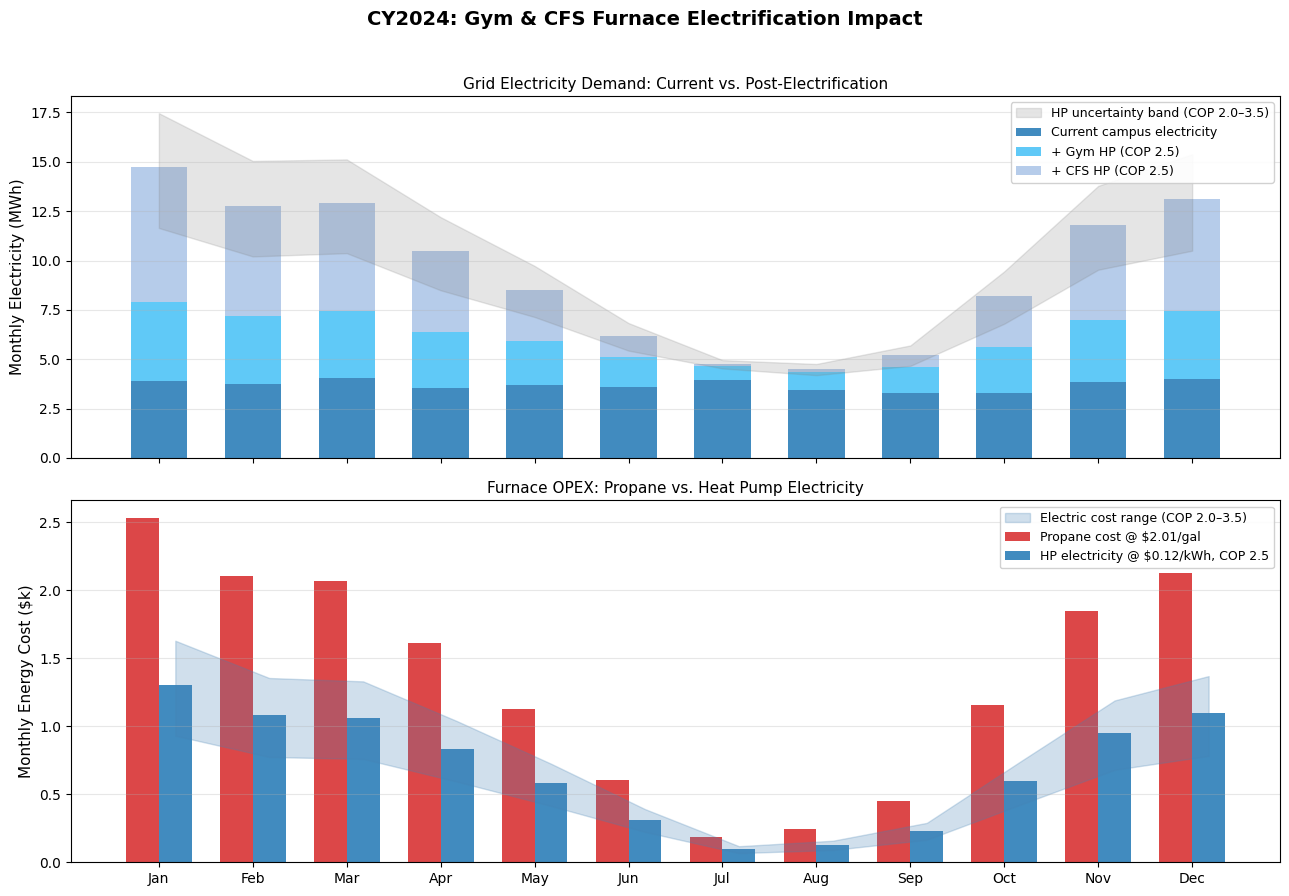 CY2024: Gym & CFS Furnace Electrification Impact
Grid Electricity Demand: Current vs. Post-Electrification
Monthly Electricity (MWh)
17.5
15.0
12.5
10.0
7.5
5.0
2.5
0.0
HP uncertainty band (COP 2.0–3.5)
Current campus electricity
+ Gym HP (COP 2.5)
+ CFS HP (COP 2.5)
Furnace OPEX: Propane vs. Heat Pump Electricity
Monthly Energy Cost ($k)
2.5
2.0
1.5
1.0
0.5
0.0
Electric cost range (COP 2.0–3.5)
Propane cost @ $2.01/gal
HP electricity @ $0.12/kWh, COP 2.5
Jan Feb Mar Apr May Jun Jul Aug Sep Oct Nov Dec